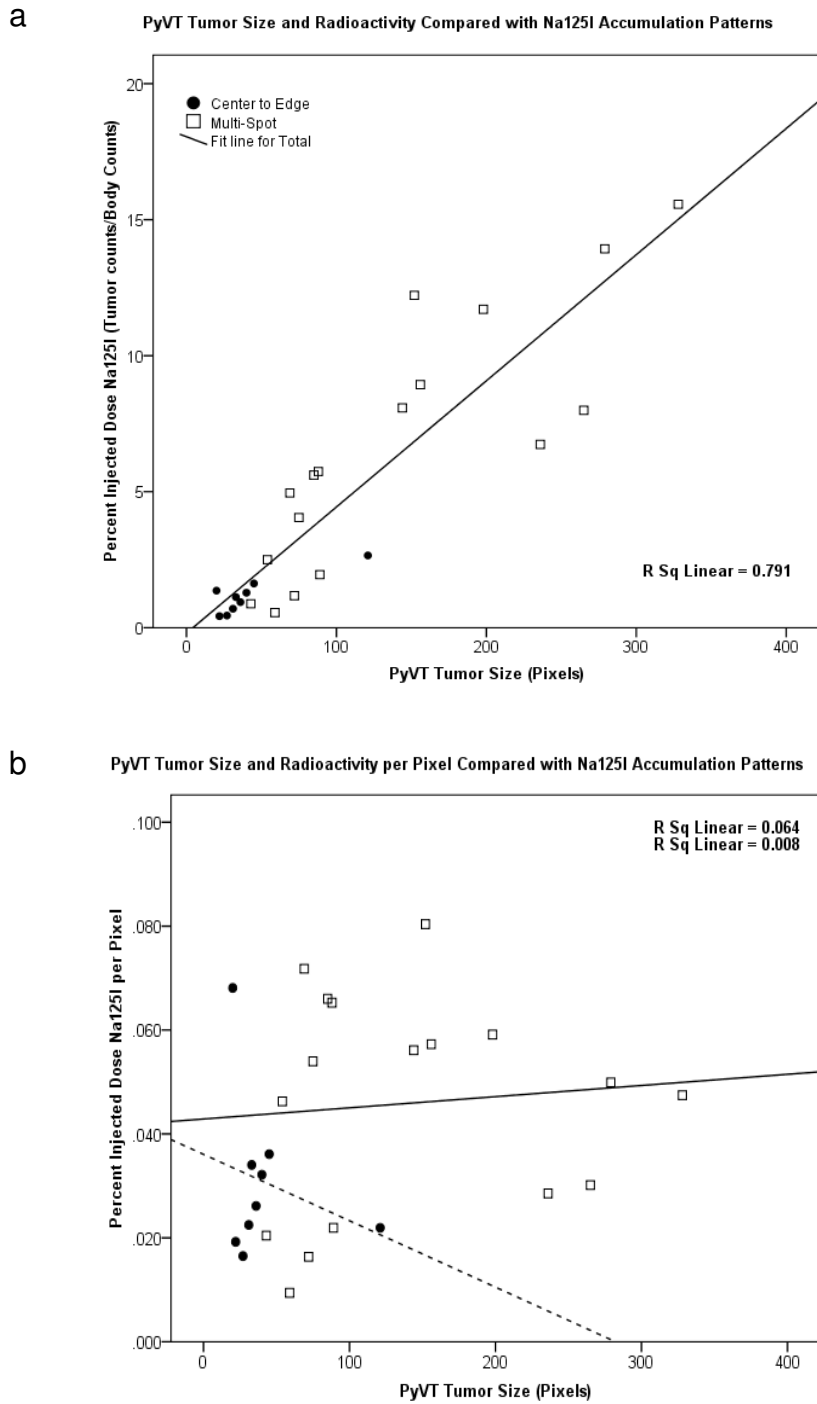 a
PyVT Tumor Size and Radioactivity Compared with Na125I Accumulation Patterns
Percent Injected Dose Na125I (Tumor counts/Body Counts)
20
15
10
5
0
Center to Edge
Multi-Spot
Fit line for Total
R Sq Linear = 0.791
0 100 200 300 400
PyVT Tumor Size (Pixels)
b
PyVT Tumor Size and Radioactivity per Pixel Compared with Na125I Accumulation Patterns
Percent Injected Dose Na125I per Pixel
.100
.080
.060
.040
.020
.000
R Sq Linear = 0.064
R Sq Linear = 0.008
0 100 200 300 400
PyVT Tumor Size (Pixels)